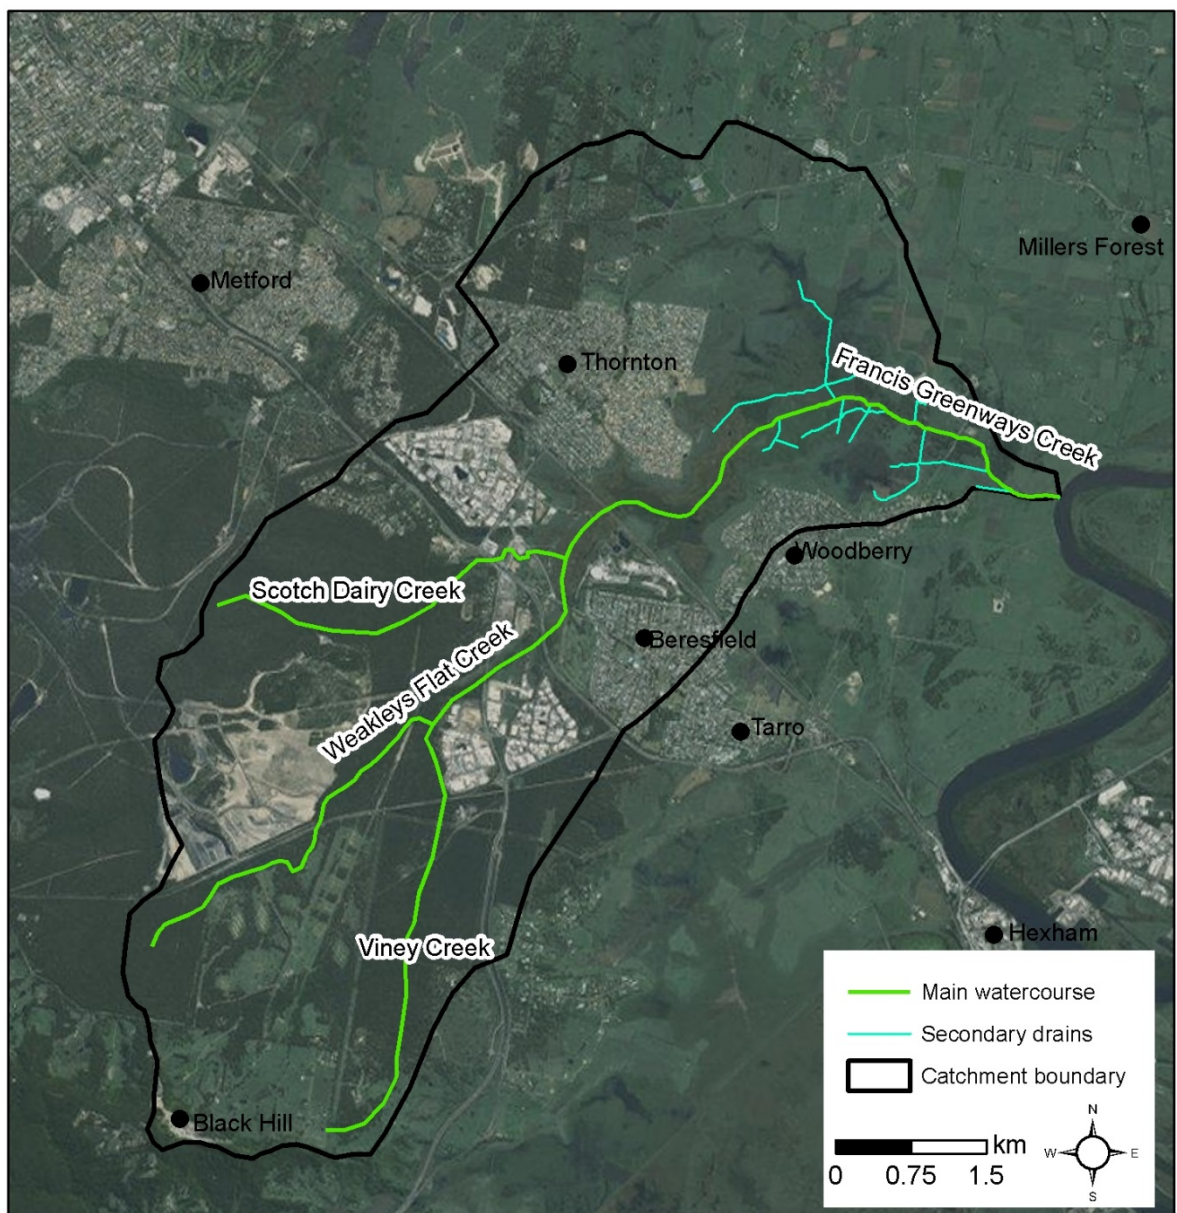 Millers Forest
Metford
Thornton
Francis Greenways Creek
Woodberry
Scotch Dairy Creek
Beresfield
Weakleys Flat Creek
Tarro
Hexham
Viney Creek
Black Hill
Main watercourse
Secondary drains
Catchment boundary
N
W E
S
km
0 0.75 1.5